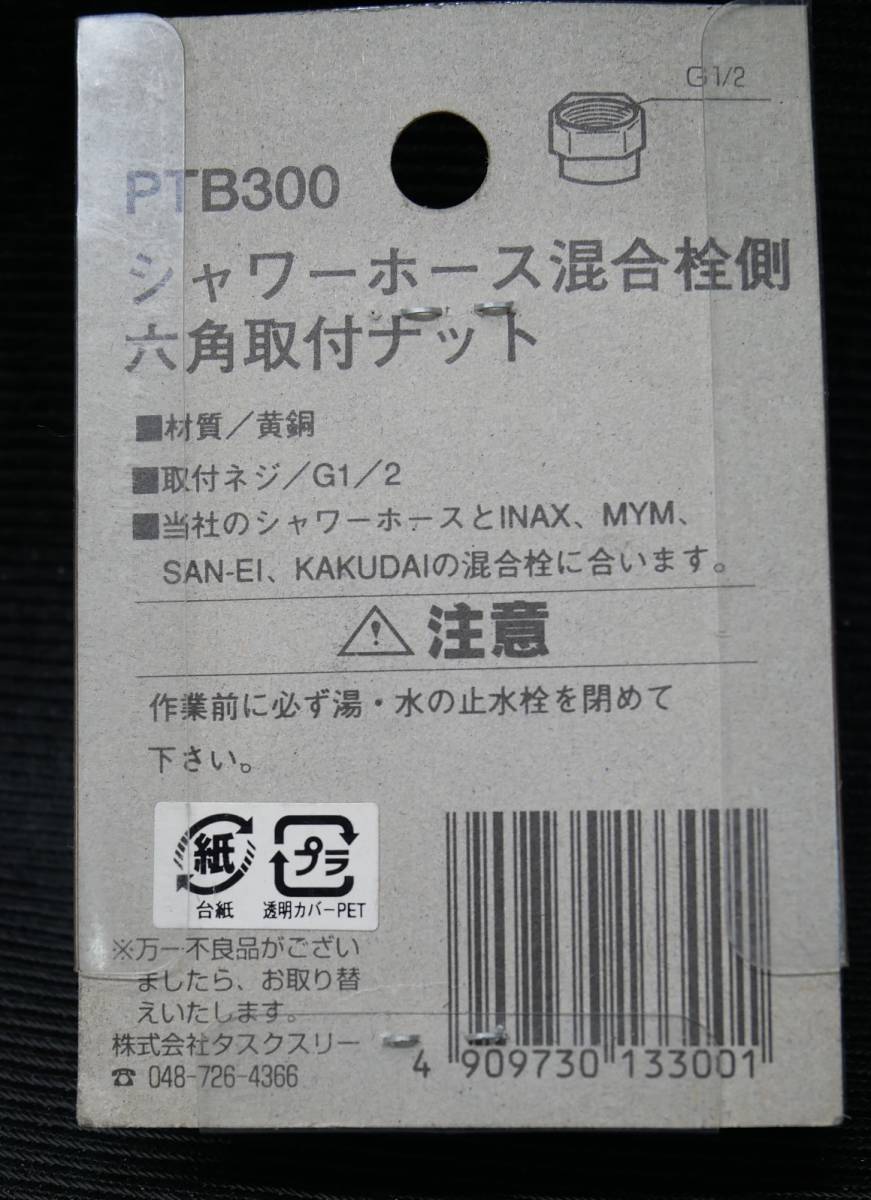 G1/2
PTB300
シャワーホース混合栓側
六角取付ナット
■材質／黄銅
■取付ネジ／G1／2
■当社のシャワーホースとINAX、MYM、
SAN-EI、KAKUDAIの混合栓に合います。
注意
作業前に必ず湯・水の止水栓を閉めて
下さい。
紙 プラ
台紙 透明カバーPET
※万一不良品がござい
ましたら、お取り替
えいたします。
株式会社タスクスリー
☎ 048-726-4366
4 909730 133001